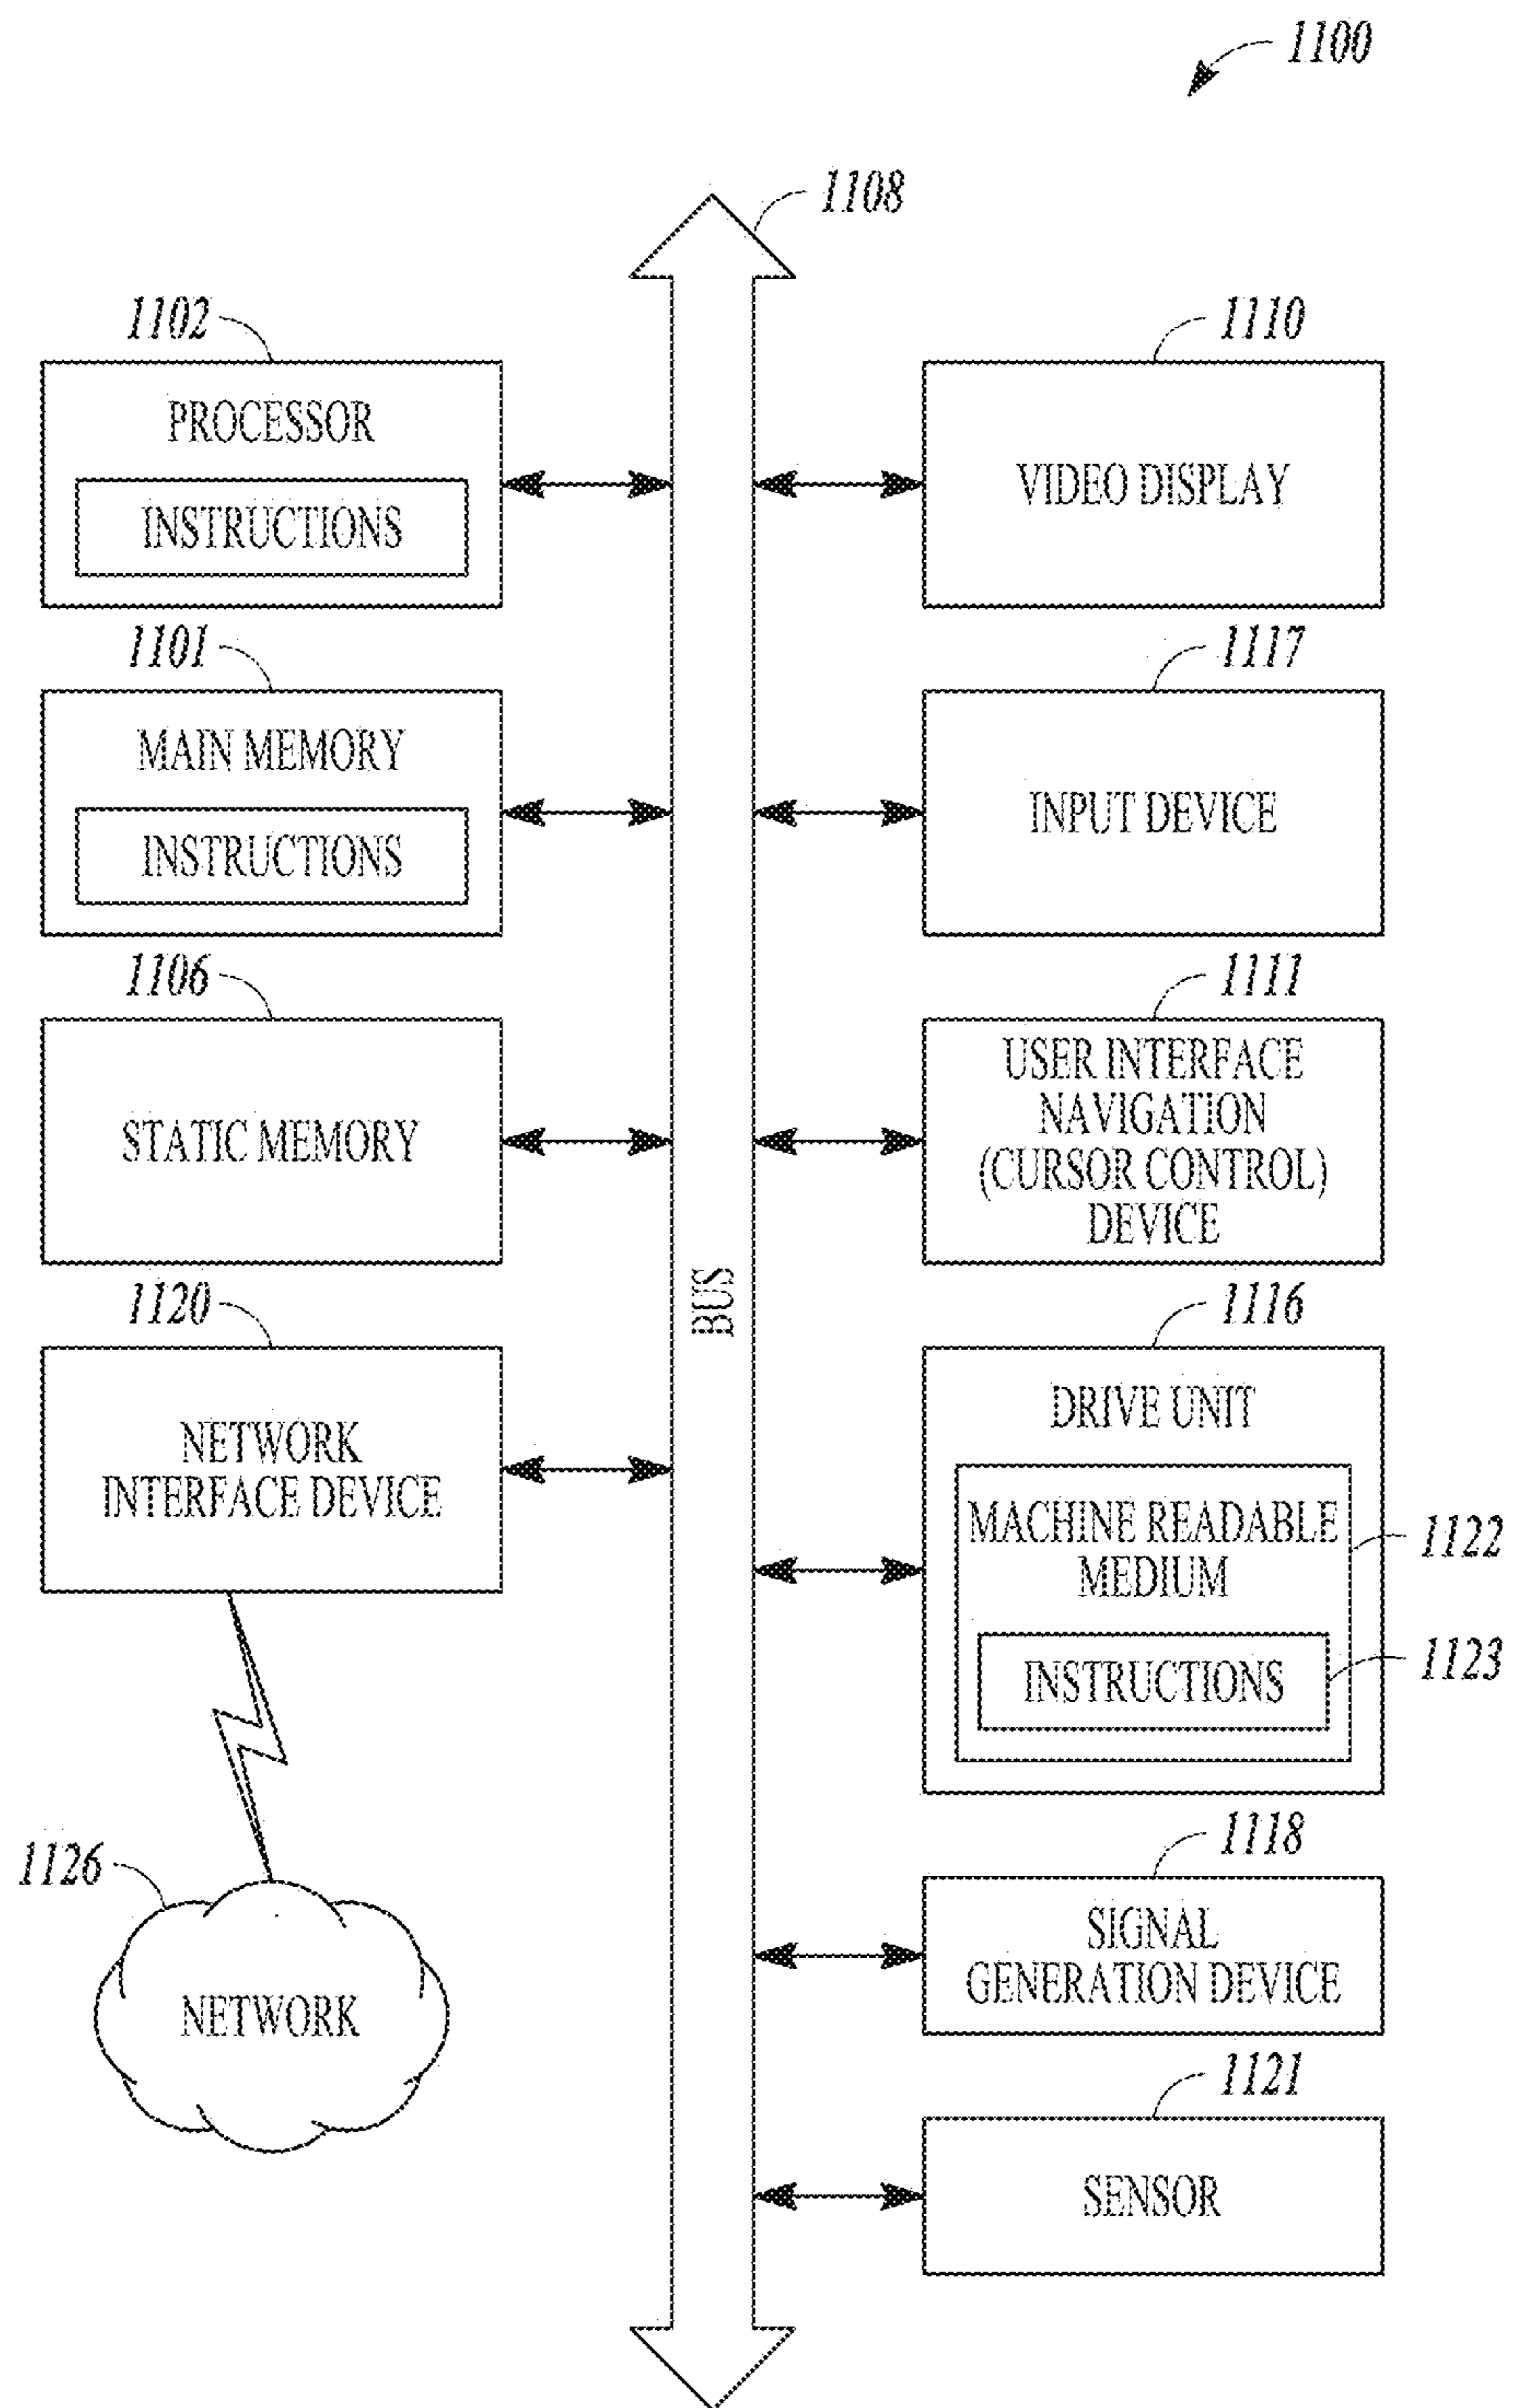 1100
1108
1102
PROCESSOR
INSTRUCTIONS
1101
MAIN MEMORY
INSTRUCTIONS
1106
STATIC MEMORY
1120
NETWORK
INTERFACE DEVICE
1126
NETWORK
BUS
1110
VIDEO DISPLAY
1117
INPUT DEVICE
1111
USER INTERFACE
NAVIGATION
(CURSOR CONTROL)
DEVICE
1116
DRIVE UNIT
MACHINE READABLE
MEDIUM
1122
INSTRUCTIONS
1123
1118
SIGNAL
GENERATION DEVICE
1121
SENSOR